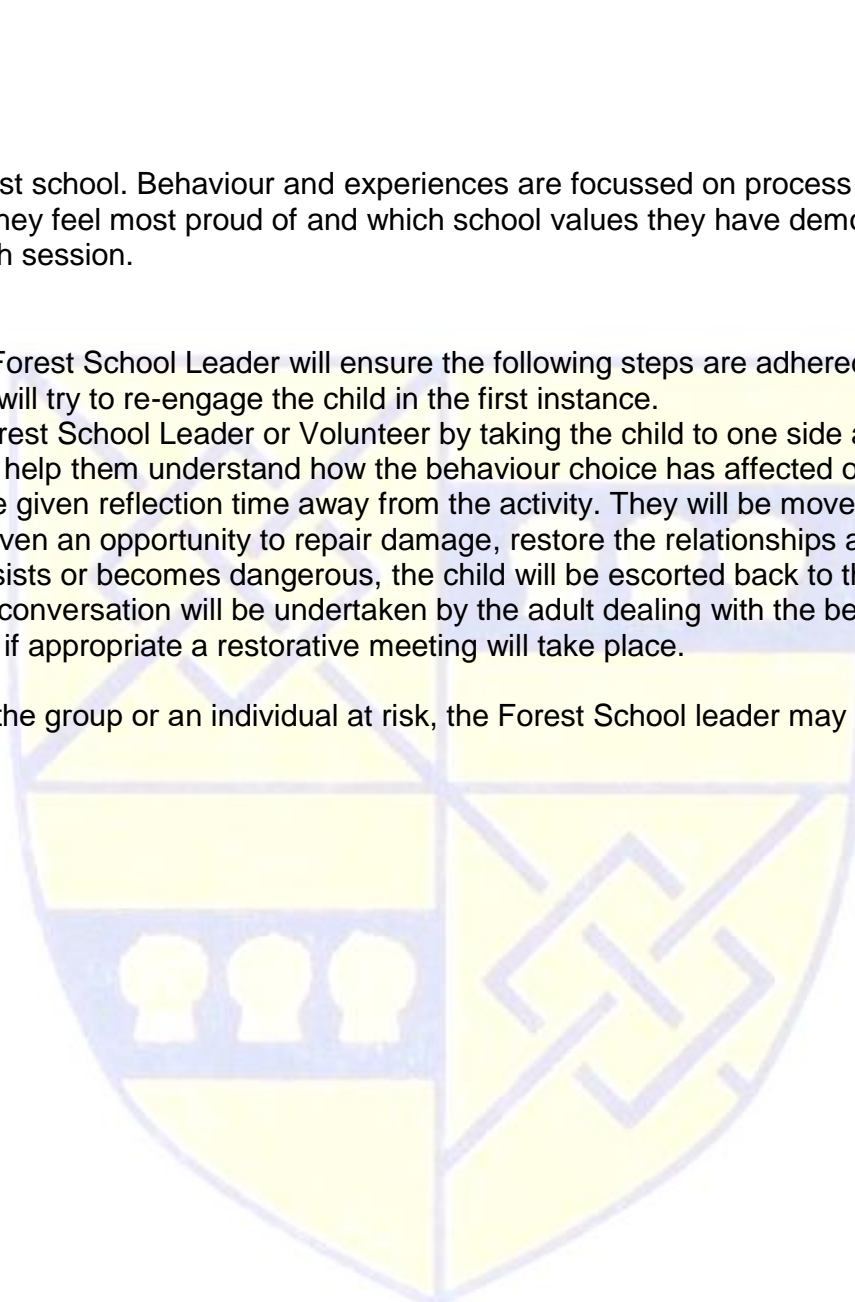 st school. Behaviour and experiences are focussed on process
hey feel most proud of and which school values they have demo
h session.
Forest School Leader will ensure the following steps are adhered
will try to re-engage the child in the first instance.
rest School Leader or Volunteer by taking the child to one side a
help them understand how the behaviour choice has affected o
e given reflection time away from the activity. They will be move
ven an opportunity to repair damage, restore the relationships a
sists or becomes dangerous, the child will be escorted back to th
conversation will be undertaken by the adult dealing with the be
if appropriate a restorative meeting will take place.
the group or an individual at risk, the Forest School leader may